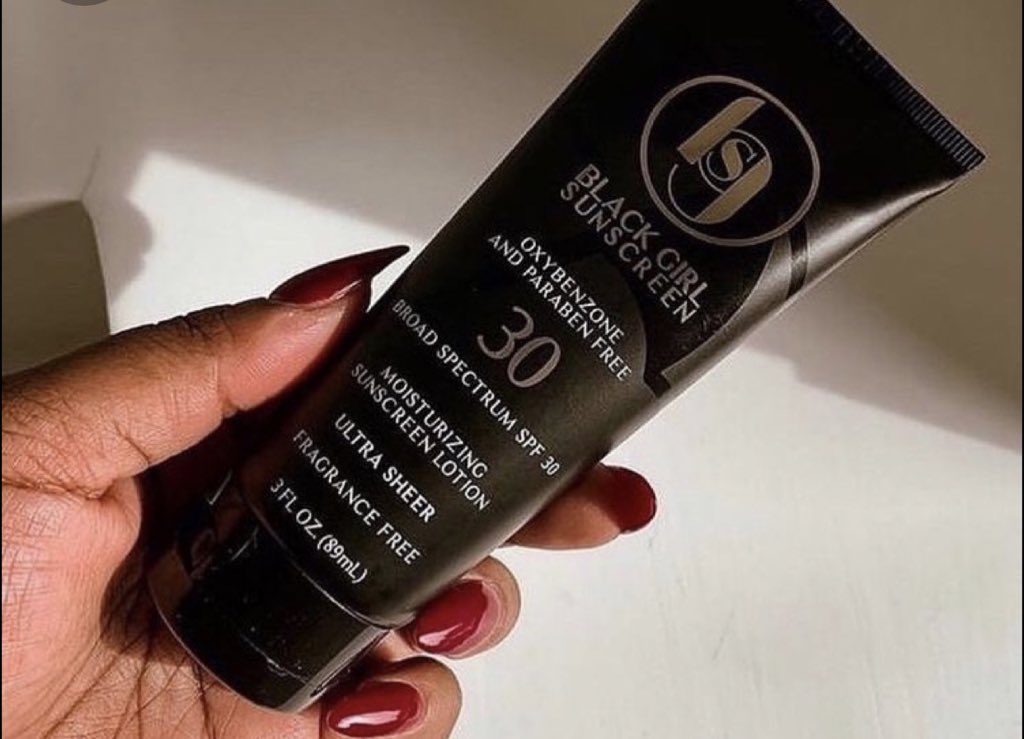 bsg
BLACK GIRL
SUNSCREEN
OXYBENZONE
AND PARABEN FREE
30
BROAD SPECTRUM SPF 30
MOISTURIZING
SUNSCREEN LOTION
ULTRA SHEER
FRAGRANCE FREE
3 FL OZ. (89mL)